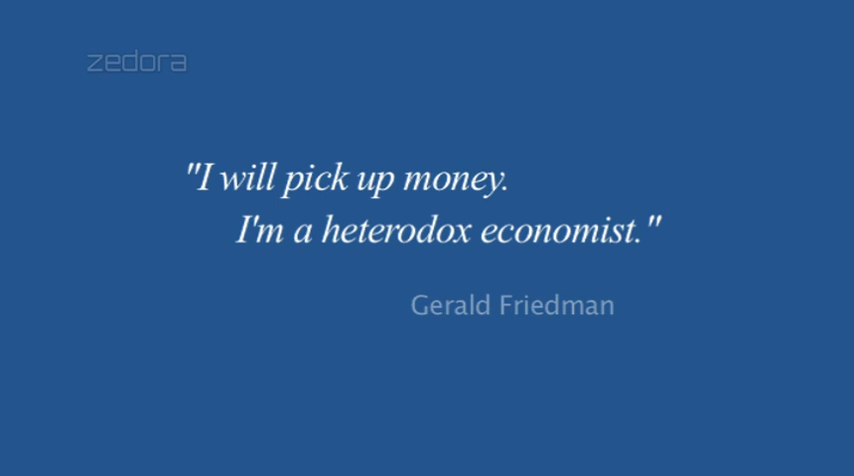 zedora
"I will pick up money.
I'm a heterodox economist."
Gerald Friedman